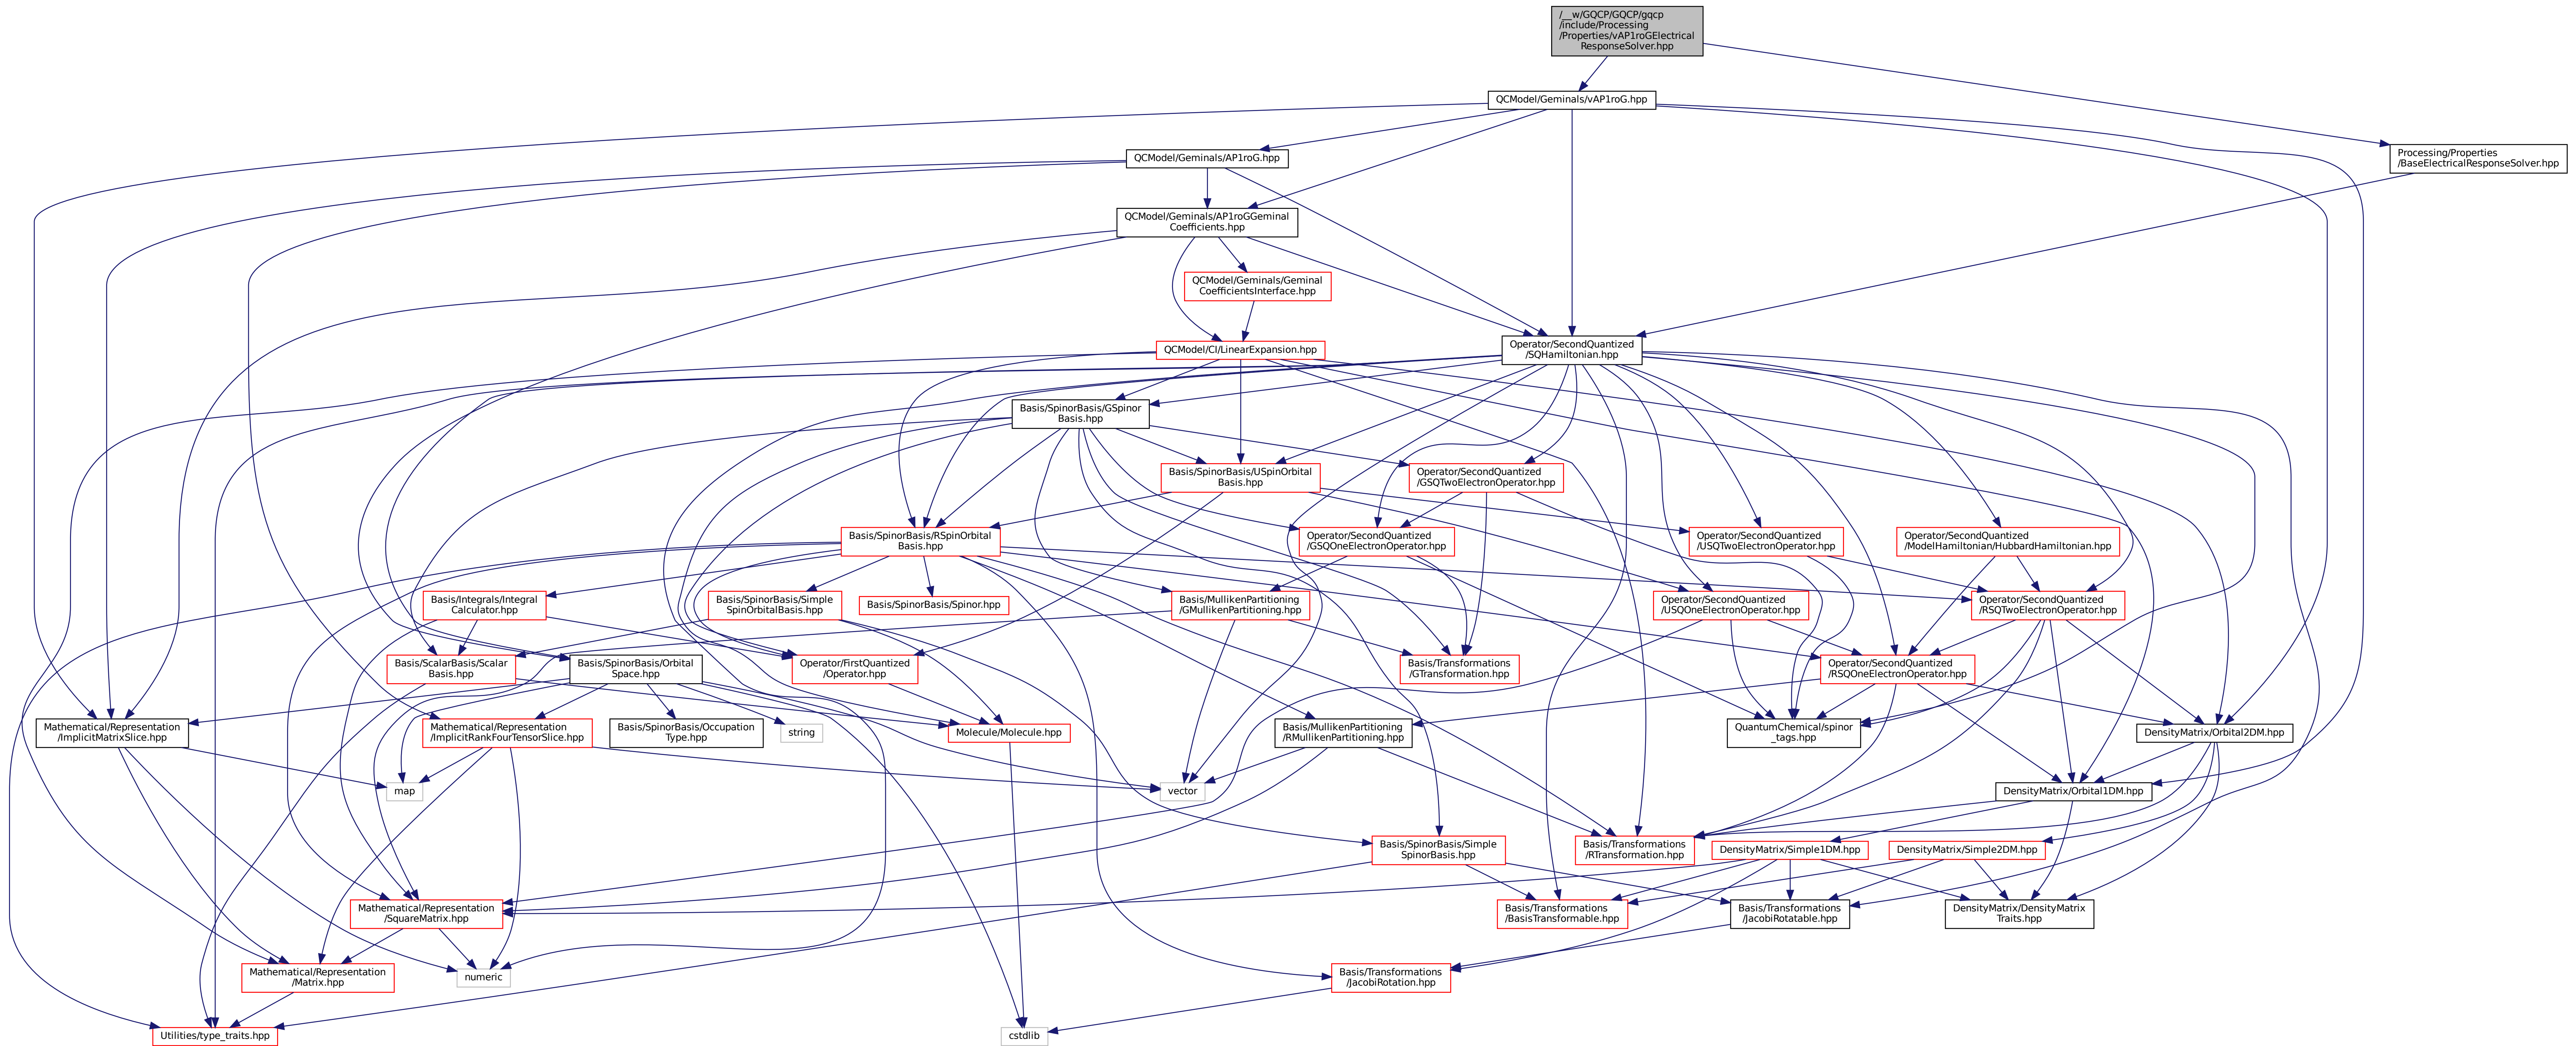 /__w/GQCP/GQCP/gqcp
/include/Processing
/Properties/vAP1roGElectrical
ResponseSolver.hpp
QCModel/Geminals/vAP1roG.hpp
QCModel/Geminals/AP1roG.hpp
Processing/Properties
/BaseElectricalResponseSolver.hpp
QCModel/Geminals/AP1roGGeminal
Coefficients.hpp
QCModel/Geminals/Geminal
CoefficientsInterface.hpp
QCModel/CI/LinearExpansion.hpp
Operator/SecondQuantized
/SQHamiltonian.hpp
Basis/SpinorBasis/GSpinor
Basis.hpp
Basis/SpinorBasis/USpinOrbital
Basis.hpp
Operator/SecondQuantized
/GSQTwoElectronOperator.hpp
Basis/SpinorBasis/RSpinOrbital
Basis.hpp
Operator/SecondQuantized
/GSQOneElectronOperator.hpp
Operator/SecondQuantized
/USQTwoElectronOperator.hpp
Operator/SecondQuantized
/ModelHamiltonian/HubbardHamiltonian.hpp
Basis/Integrals/Integral
Calculator.hpp
Basis/SpinorBasis/Simple
SpinOrbitalBasis.hpp
Basis/SpinorBasis/Spinor.hpp
Basis/MullikenPartitioning
/GMullikenPartitioning.hpp
Operator/SecondQuantized
/USQOneElectronOperator.hpp
Operator/SecondQuantized
/RSQTwoElectronOperator.hpp
Basis/ScalarBasis/Scalar
Basis.hpp
Basis/SpinorBasis/Orbital
Space.hpp
Operator/FirstQuantized
/Operator.hpp
Basis/Transformations
/GTransformation.hpp
Operator/SecondQuantized
/RSQOneElectronOperator.hpp
Mathematical/Representation
/ImplicitMatrixSlice.hpp
Mathematical/Representation
/ImplicitRankFourTensorSlice.hpp
Basis/SpinorBasis/Occupation
Type.hpp
string
Molecule/Molecule.hpp
Basis/MullikenPartitioning
/RMullikenPartitioning.hpp
QuantumChemical/spinor
_tags.hpp
DensityMatrix/Orbital2DM.hpp
map
vector
DensityMatrix/Orbital1DM.hpp
Basis/SpinorBasis/Simple
SpinorBasis.hpp
Basis/Transformations
/RTransformation.hpp
DensityMatrix/Simple1DM.hpp
DensityMatrix/Simple2DM.hpp
Mathematical/Representation
/SquareMatrix.hpp
Basis/Transformations
/BasisTransformable.hpp
Basis/Transformations
/JacobiRotatable.hpp
DensityMatrix/DensityMatrix
Traits.hpp
Mathematical/Representation
/Matrix.hpp
numeric
Basis/Transformations
/JacobiRotation.hpp
Utilities/type_traits.hpp
cstdlib